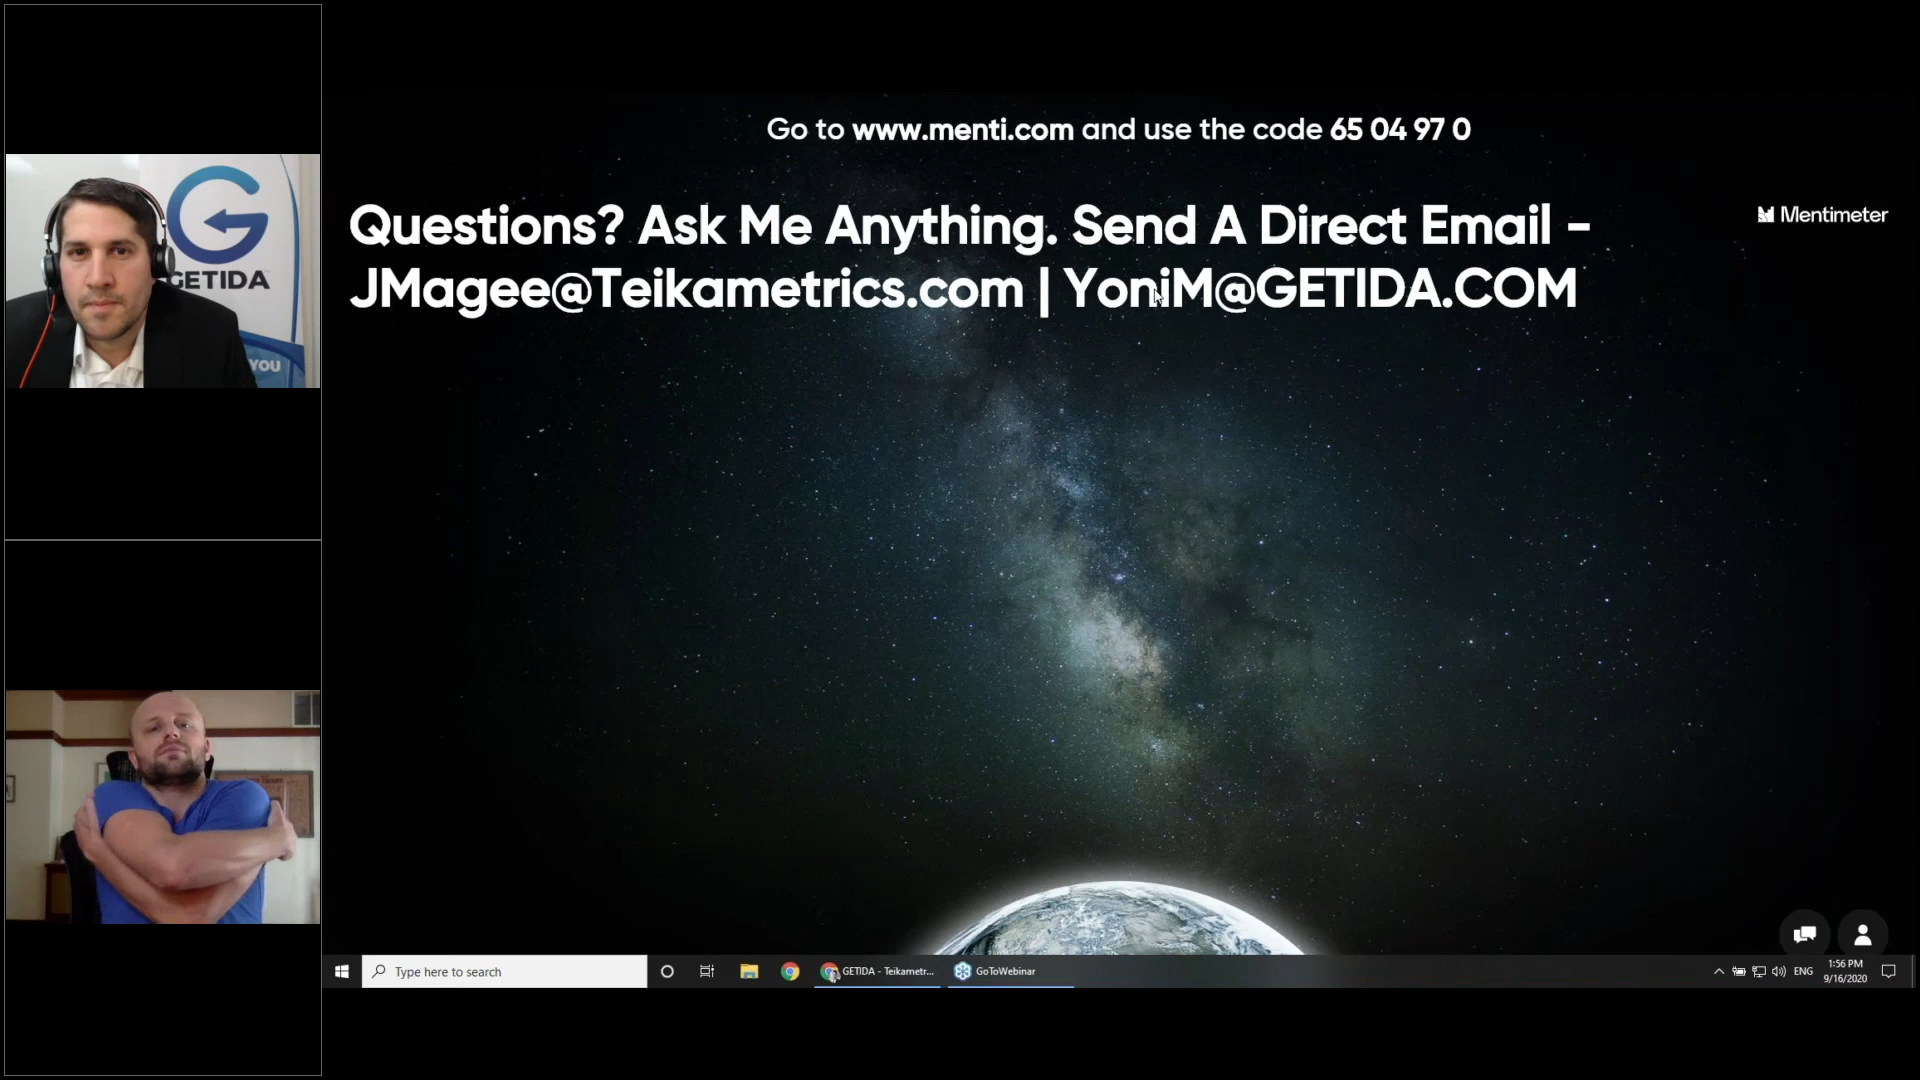 Go to www.menti.com and use the code 65 04 97 0
Questions? Ask Me Anything. Send A Direct Email -
JMagee@Teikametrics.com | YoniM@GETIDA.COM
Mentimeter
G
GETIDA
YOU
Type here to search
GETIDA - Teikametr...
GoToWebinar
ENG
1:56 PM
9/16/2020